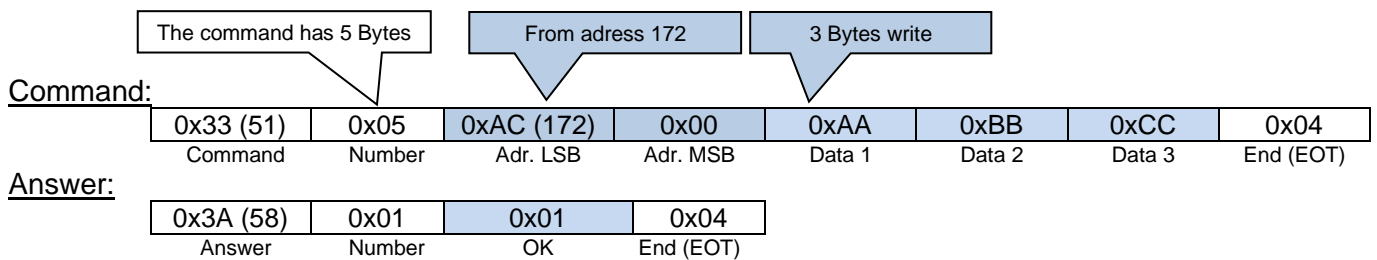 The command has 5 Bytes From adress 172 3 Bytes write
Command:
0x33 (51) 0x05 0xAC (172) 0x00 0xAA 0xBB 0xCC 0x04
Command Number Adr. LSB Adr. MSB Data 1 Data 2 Data 3 End (EOT)
Answer:
0x3A (58) 0x01 0x01 0x04
Answer Number OK End (EOT)